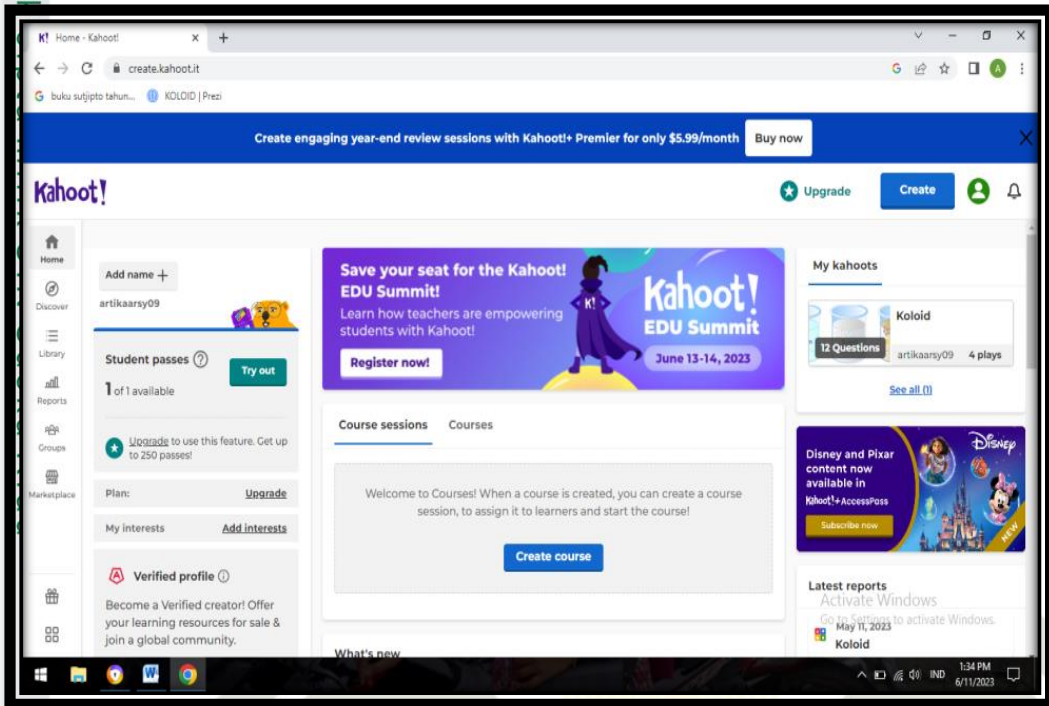 Home - Kahoot!
create.kahoot.it
buku sutjipto tahun...
KOLOID | Prezi
Create engaging year-end review sessions with Kahoot!+ Premier for only $5.99/month
Buy now
Kahoot!
Upgrade
Create
Home
Discover
Library
Reports
Groups
Marketplace
Add name
artikaarsy09
Student passes
Try out
1 of 1 available
Upgrade to use this feature. Get up
to 250 passes!
Plan:
Upgrade
My interests
Add interests
Verified profile
Become a Verified creator! Offer
your learning resources for sale &
join a global community.
Save your seat for the Kahoot!
EDU Summit!
Learn how teachers are empowering
students with Kahoot!
Register now!
K!
Kahoot!
EDU Summit
June 13-14, 2023
Course sessions
Courses
Welcome to Courses! When a course is created, you can create a course
session, to assign it to learners and start the course!
Create course
What's new
My kahoots
12 Questions
Koloid
artikaarsy09
4 plays
See all (1)
Disney and Pixar
content now
available in
Kahoot!+AccessPass
Subscribe now
Disney
NEW
Latest reports
Activate Windows
Go to Settings to activate Windows.
May 11, 2023
Koloid
IND
1:34 PM
6/11/2023